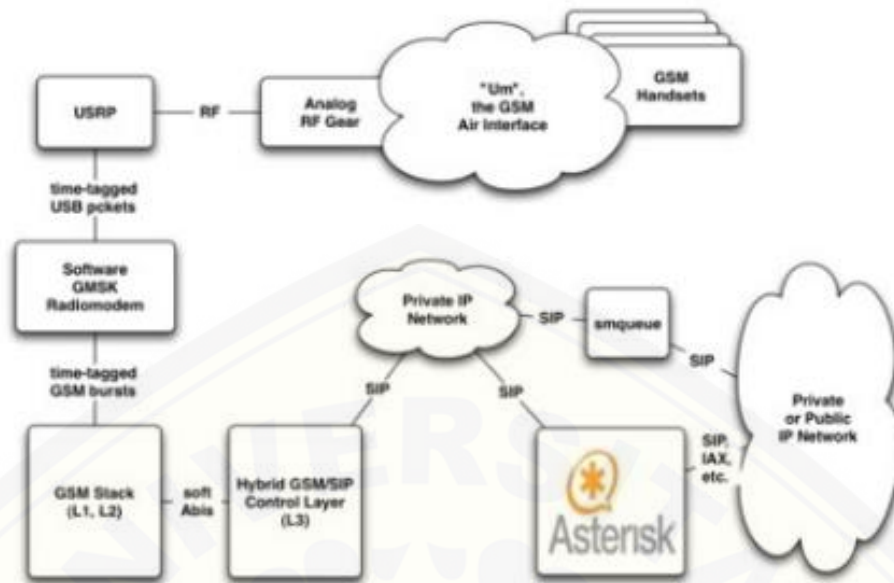 USRP
RF
Analog
RF Gear
"Um",
the GSM
Air Interface
GSM
Handsets
time-tagged
USB pckets
Software
GMSK
Radiomodem
Private IP
Network
SIP
smqueue
SIP
time-tagged
GSM bursts
SIP
SIP
Private
or Public
IP Network
GSM Stack
(L1, L2)
soft
Abis
Hybrid GSM/SIP
Control Layer
(L3)
Asterisk
SIP,
IAX,
etc.